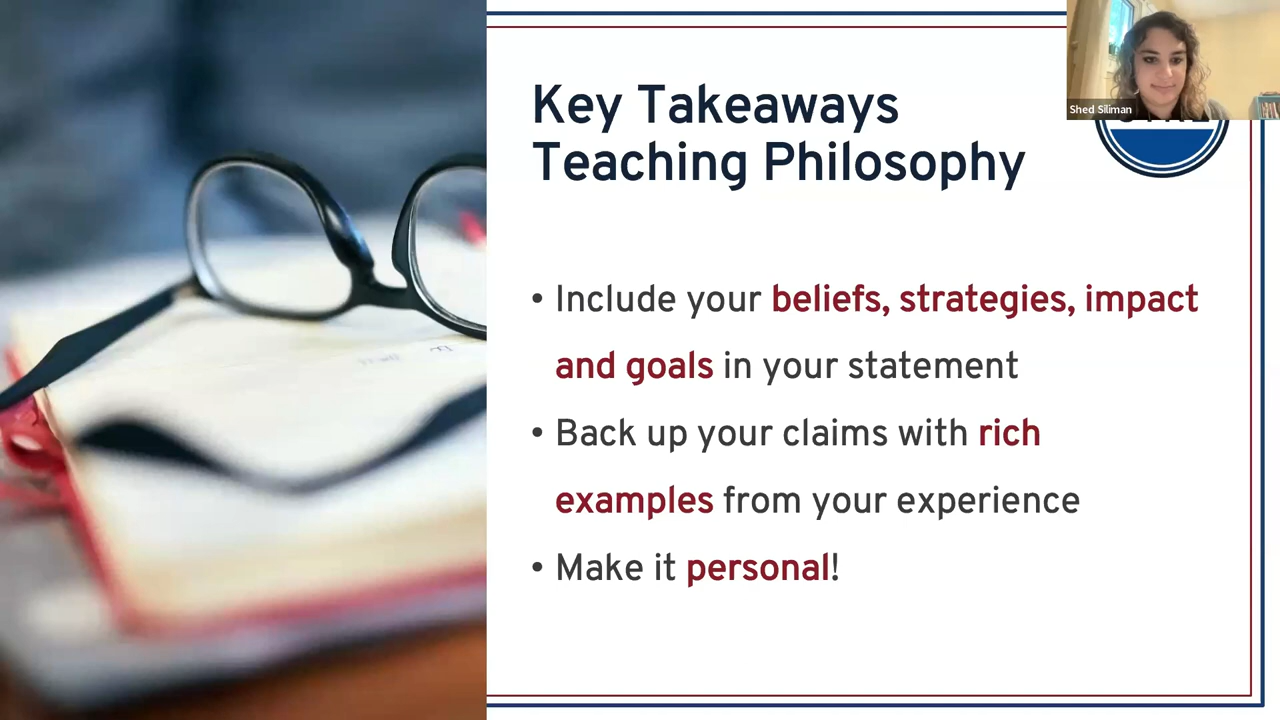 Key Takeaways
Teaching Philosophy
Shed Siliman
• Include your beliefs, strategies, impact
and goals in your statement
• Back up your claims with rich
examples from your experience
• Make it personal!